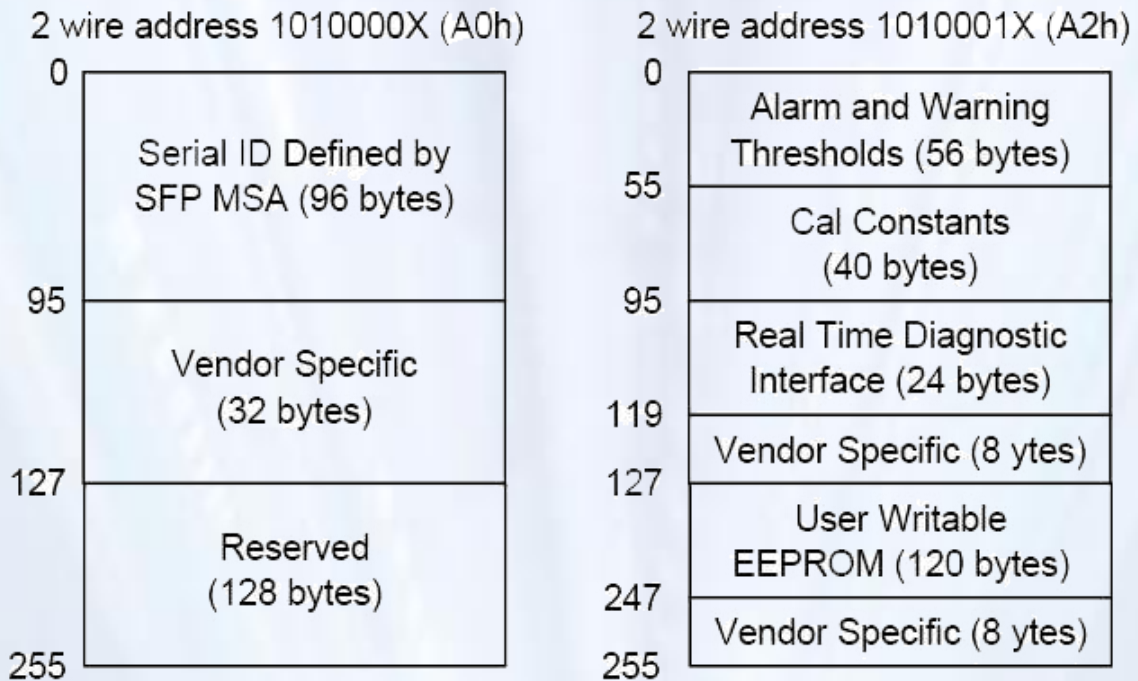 2 wire address 1010000X (A0h)
0
Serial ID Defined by
SFP MSA (96 bytes)
95
Vendor Specific
(32 bytes)
127
Reserved
(128 bytes)
255
2 wire address 1010001X (A2h)
0
Alarm and Warning
Thresholds (56 bytes)
55
Cal Constants
(40 bytes)
95
Real Time Diagnostic
Interface (24 bytes)
119
Vendor Specific (8 ytes)
127
User Writable
EEPROM (120 bytes)
247
Vendor Specific (8 ytes)
255